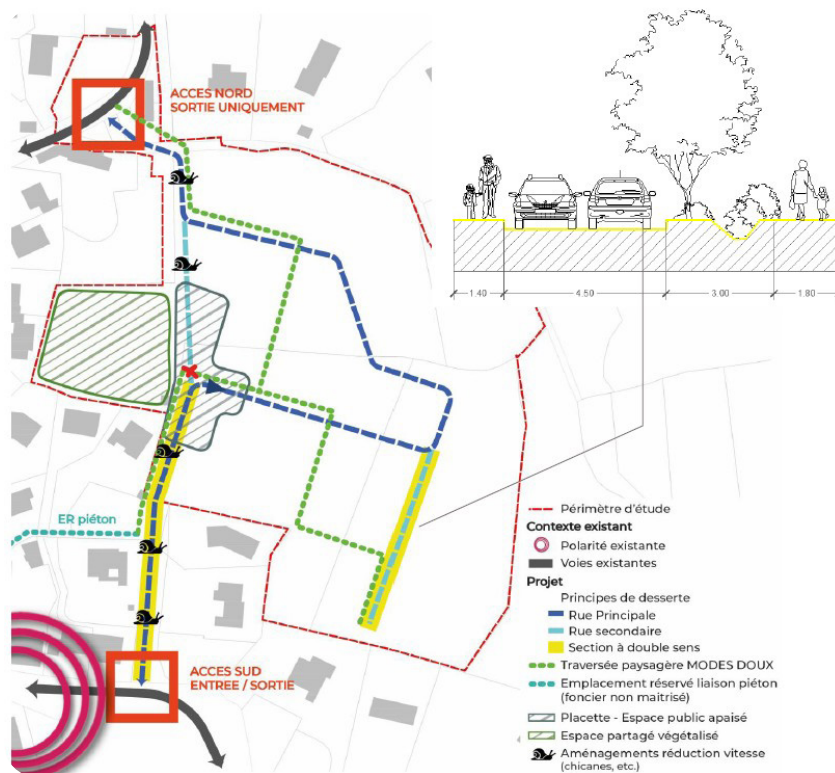 ACCES NORD
SORTIE UNIQUEMENT
1.40
4.50
3.00
1.80
ER piéton
ACCES SUD
ENTREE / SORTIE
Périmètre d'étude
Contexte existant
Polarité existante
Voies existantes
Projet
Principes de desserte
Rue Principale
Rue secondaire
Section à double sens
Traversée paysagère MODES DOUX
Emplacement réservé liaison piéton
(foncier non maitrisé)
Placette - Espace public apaisé
Espace partagé végétalisé
Aménagements réduction vitesse
(chicanes, etc.)